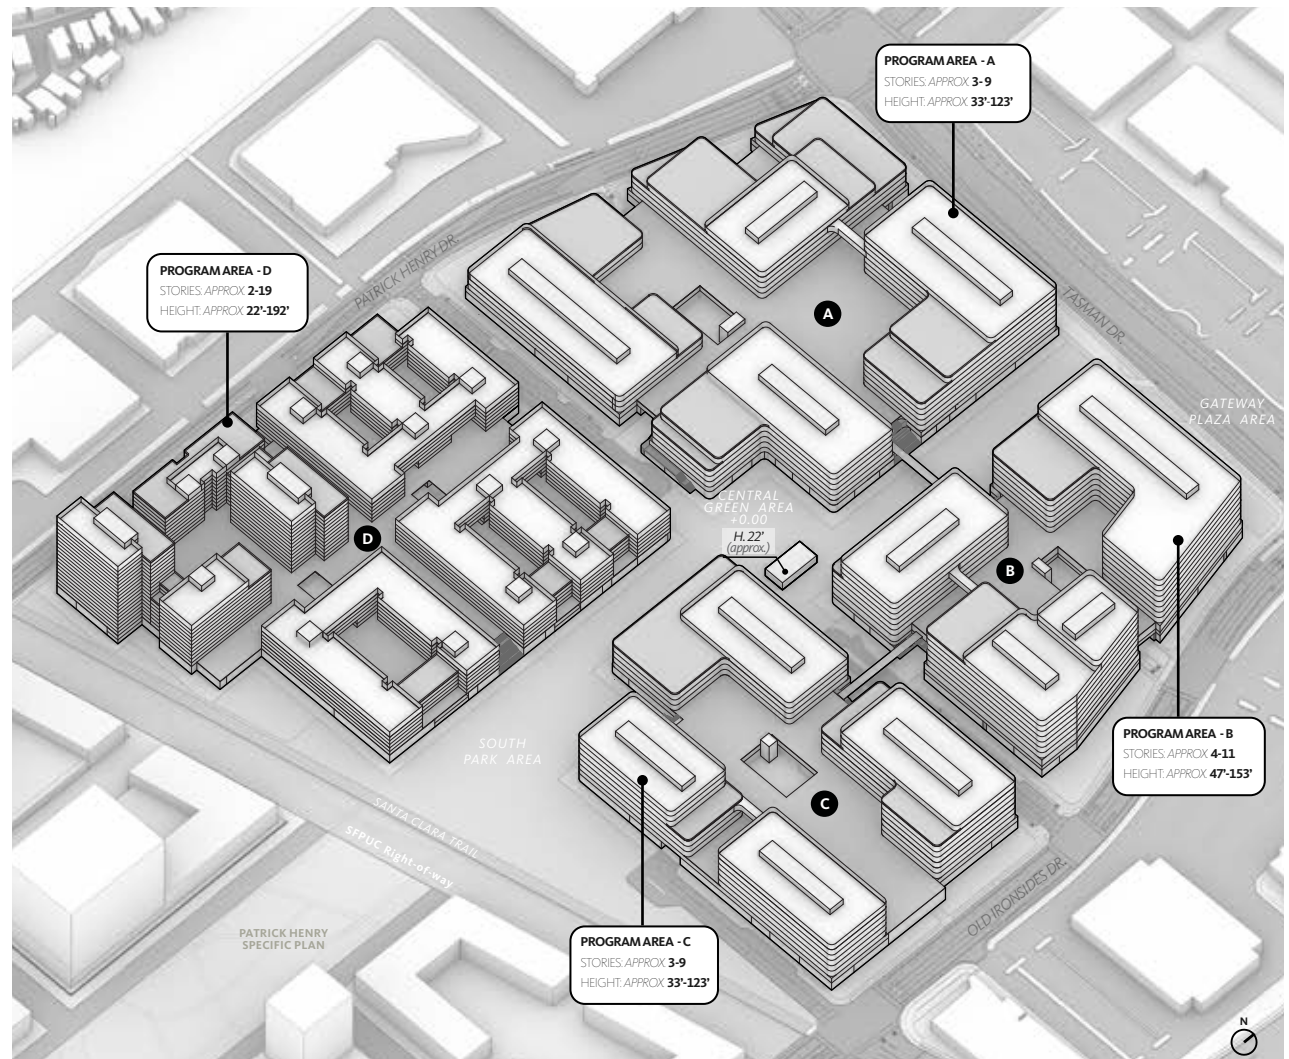 PROGRAM AREA - A
STORIES: APPROX 3-9
HEIGHT: APPROX 33'-123'
PROGRAM AREA - D
STORIES: APPROX 2-19
HEIGHT: APPROX 22'-192'
PATRICK HENRY DR.
TASMAN DR.
A
GATEWAY
PLAZA AREA
CENTRAL
GREEN AREA
+0.00
H. 22'
(approx.)
D
B
PROGRAM AREA - B
STORIES: APPROX 4-11
HEIGHT: APPROX 47'-153'
SOUTH
PARK AREA
C
SANTA CLARA TRAIL
SFPUC Right-of-way
OLD IRONSIDES DR.
PATRICK HENRY
SPECIFIC PLAN
PROGRAM AREA - C
STORIES: APPROX 3-9
HEIGHT: APPROX 33'-123'
N